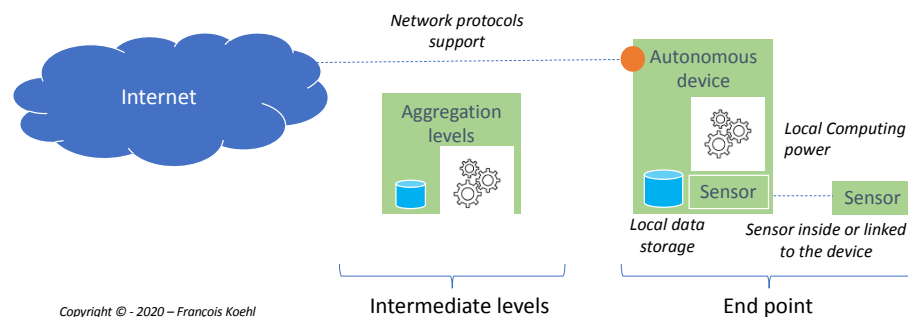 Network protocols
support
Internet
Aggregation
levels
Autonomous
device
Local Computing
power
Sensor
Sensor
Local data
storage
Sensor inside or linked
to the device
Intermediate levels
End point
Copyright © - 2020 – François Koehl